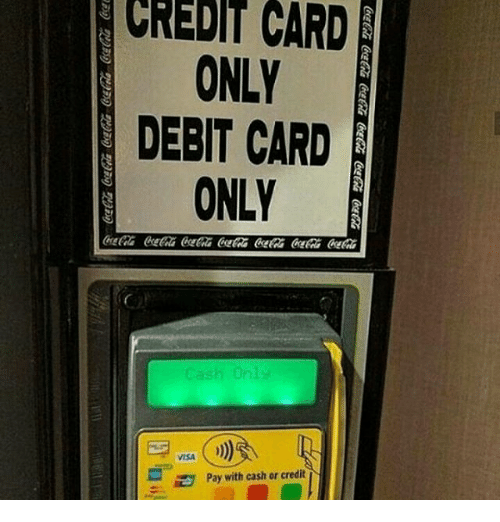 CREDIT CARD
ONLY
DEBIT CARD
ONLY
Coca-Cola Coca-Cola Coca-Cola Coca-Cola Coca-Cola Coca-Cola Coca-Cola
Cash Only
VISA
Pay with cash or credit